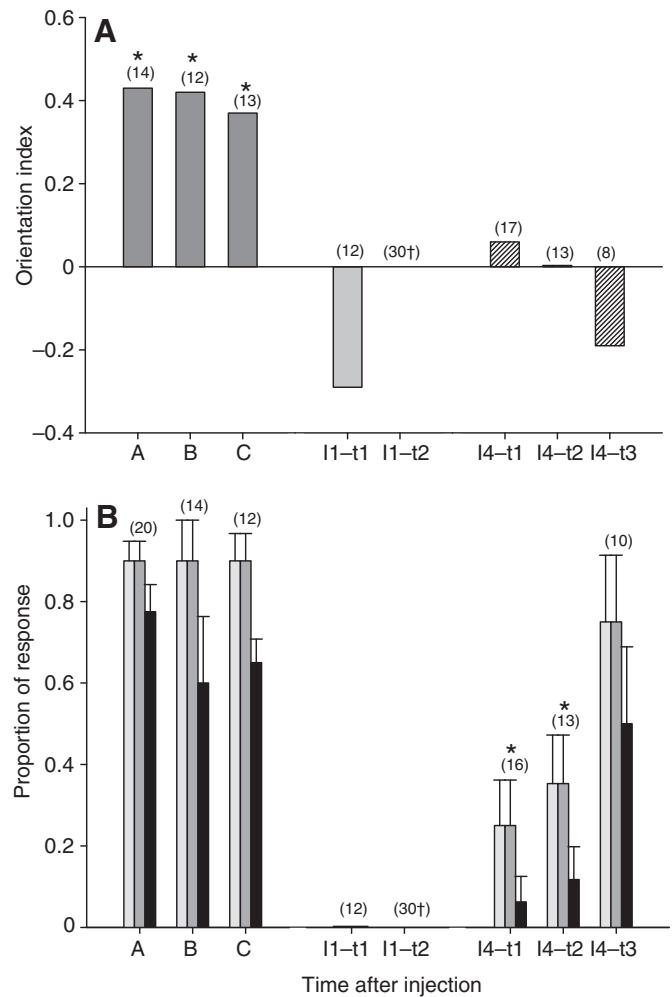 A
Orientation index
0.6
0.4
0.2
0
–0.2
–0.4
* * *
(14) (12) (13) (12) (30†) (17) (13) (8)
A B C I1–t1 I1–t2 I4–t1 I4–t2 I4–t3
B
Proportion of response
1.0
0.8
0.6
0.4
0.2
0
(20) (14) (12) (12) (30†) (16) (13) (10)
* *
A B C I1–t1 I1–t2 I4–t1 I4–t2 I4–t3
Time after injection